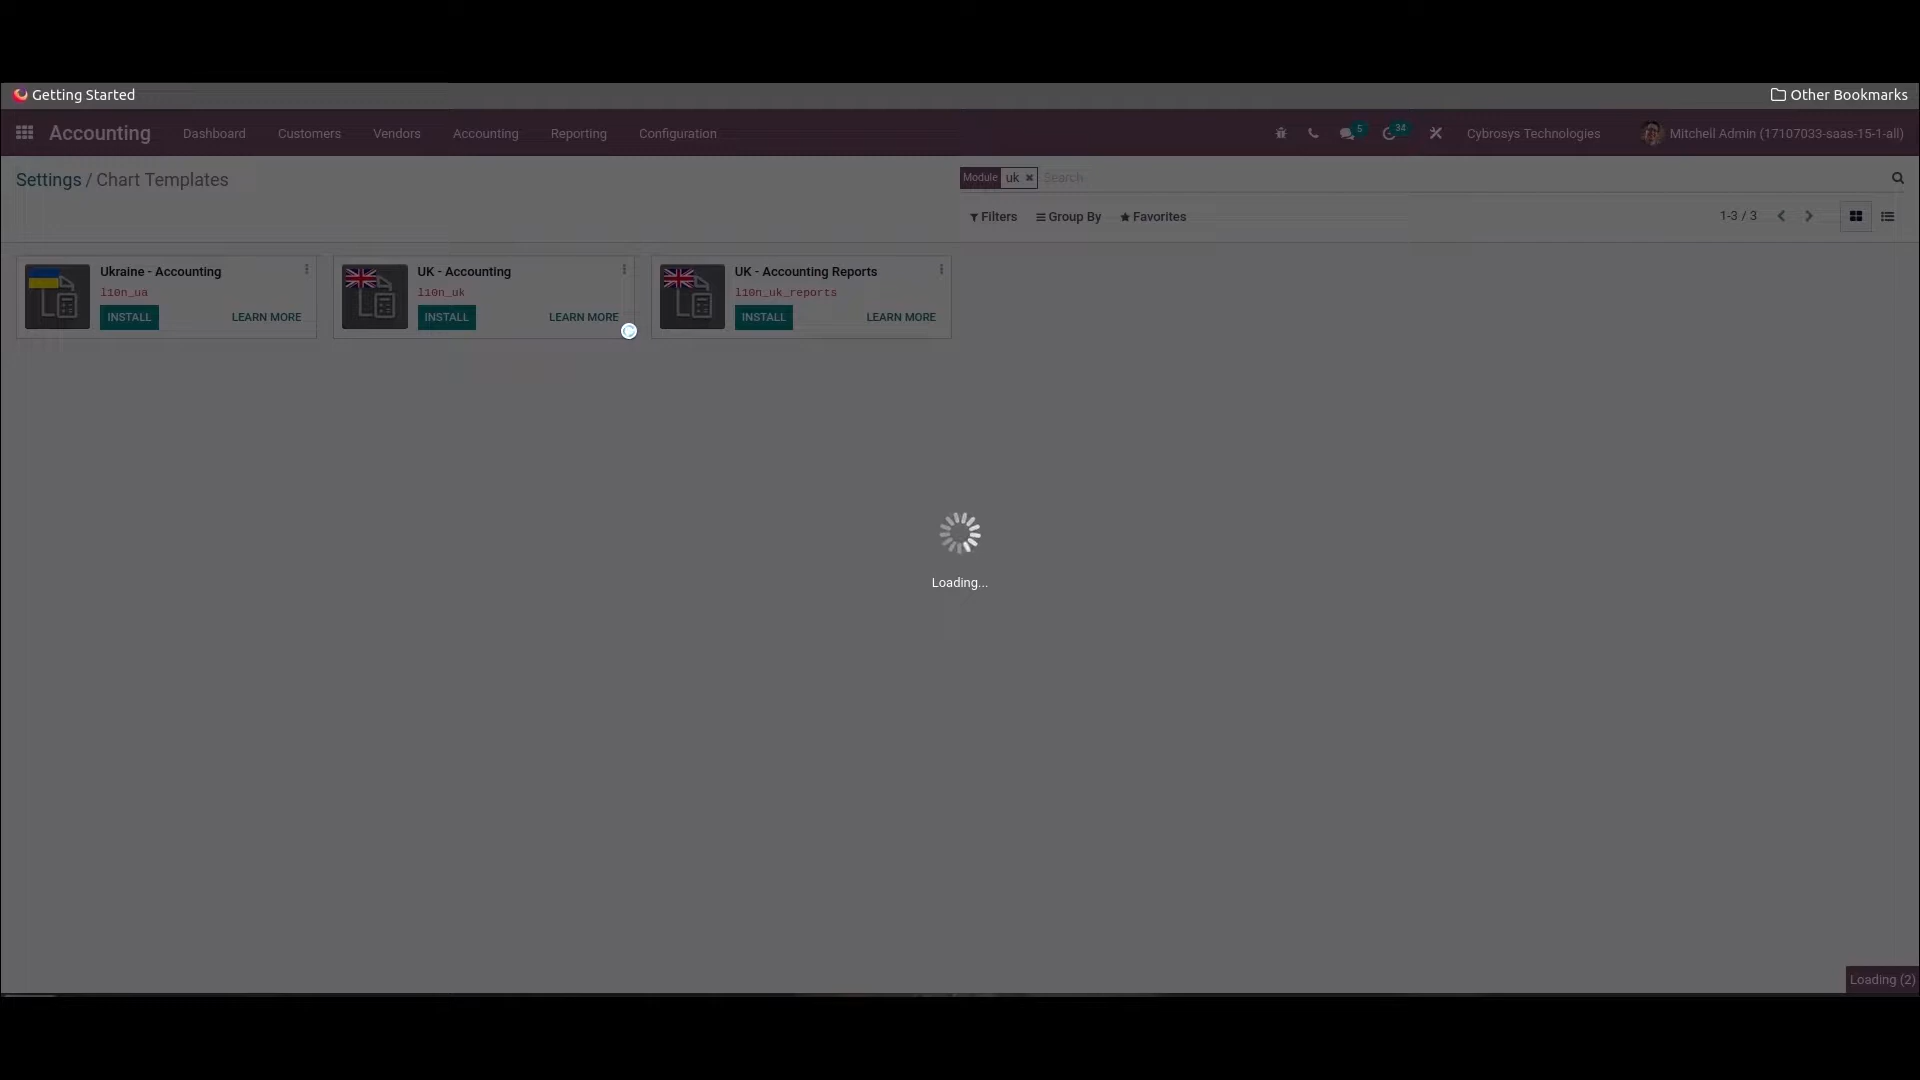 Getting Started
Other Bookmarks
Accounting Dashboard Customers Vendors Accounting Reporting Configuration
5 34 Cybrosys Technologies Mitchell Admin (17107033-saas-15-1-all)
Settings / Chart Templates
Module uk Search
Filters Group By Favorites
1-3 / 3
Ukraine - Accounting
l10n_ua
INSTALL LEARN MORE
UK - Accounting
l10n_uk
INSTALL LEARN MORE
UK - Accounting Reports
l10n_uk_reports
INSTALL LEARN MORE
Loading...
Loading (2)